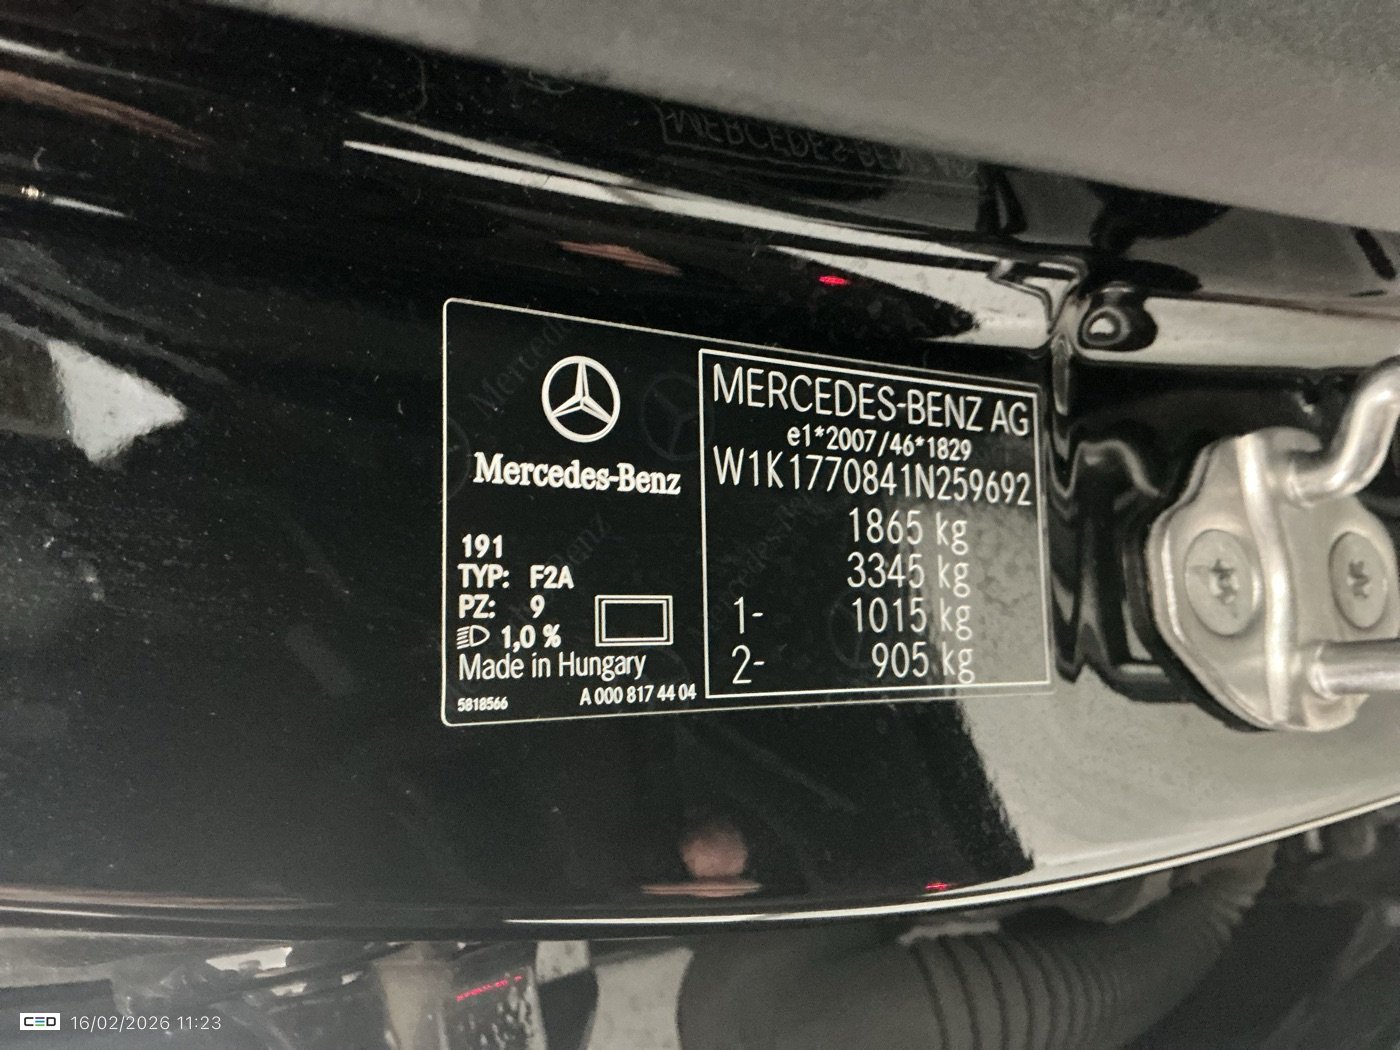 Mercedes-Benz
191
TYP: F2A
PZ: 9
1,0 %
Made in Hungary
5818566 A 000 817 44 04
MERCEDES-BENZ AG
e1*2007/46*1829
W1K1770841N259692
1865 kg
3345 kg
1- 1015 kg
2- 905 kg
CED 16/02/2026 11:23